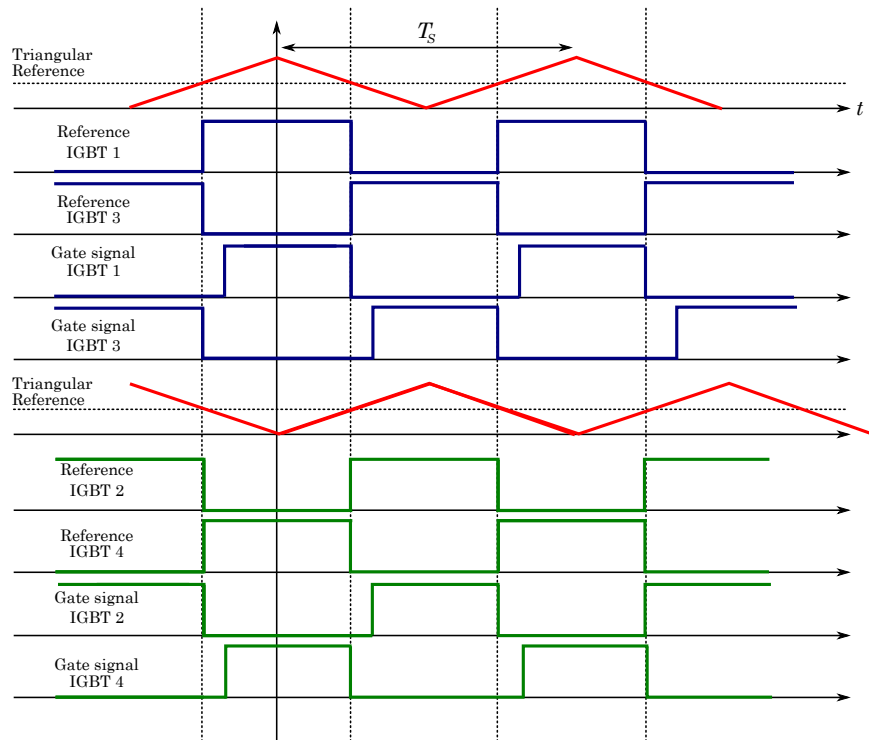 T_S
Triangular
Reference
t
Reference
IGBT 1
Reference
IGBT 3
Gate signal
IGBT 1
Gate signal
IGBT 3
Triangular
Reference
Reference
IGBT 2
Reference
IGBT 4
Gate signal
IGBT 2
Gate signal
IGBT 4